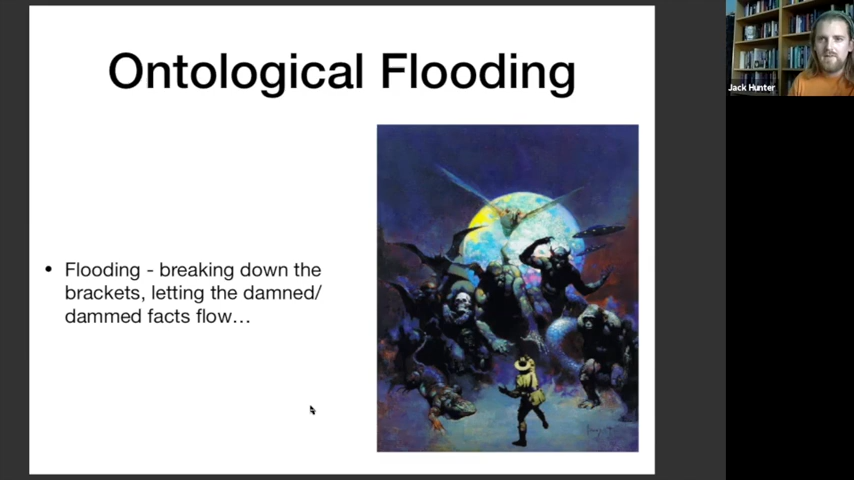 Ontological Flooding
Jack Hunter
• Flooding - breaking down the
brackets, letting the damned/
dammed facts flow…